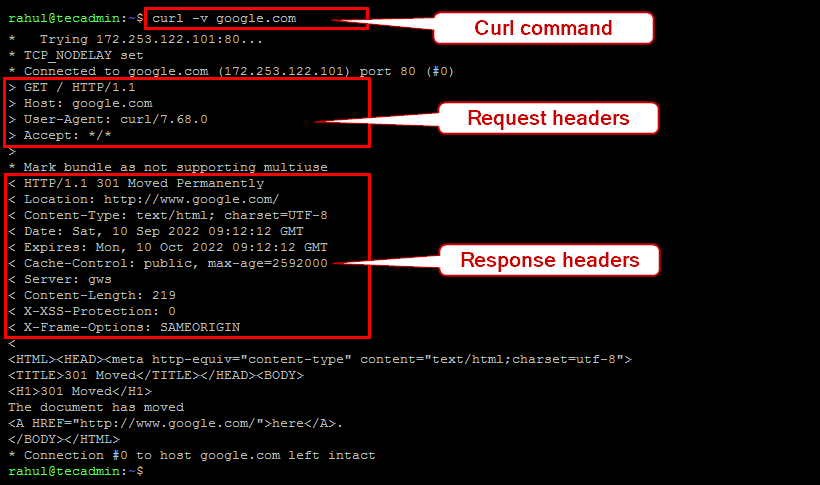 rahul@tecadmin:~$ curl -v google.com
Curl command
*   Trying 172.253.122.101:80...
* TCP_NODELAY set
* Connected to google.com (172.253.122.101) port 80 (#0)
> GET / HTTP/1.1
> Host: google.com
> User-Agent: curl/7.68.0
> Accept: */*
Request headers
>
* Mark bundle as not supporting multiuse
< HTTP/1.1 301 Moved Permanently
< Location: http://www.google.com/
< Content-Type: text/html; charset=UTF-8
< Date: Sat, 10 Sep 2022 09:12:12 GMT
< Expires: Mon, 10 Oct 2022 09:12:12 GMT
< Cache-Control: public, max-age=2592000
< Server: gws
< Content-Length: 219
< X-XSS-Protection: 0
< X-Frame-Options: SAMEORIGIN
Response headers
<
<HTML><HEAD><meta http-equiv="content-type" content="text/html;charset=utf-8">
<TITLE>301 Moved</TITLE></HEAD><BODY>
<H1>301 Moved</H1>
The document has moved
<A HREF="http://www.google.com/">here</A>.
</BODY></HTML>
* Connection #0 to host google.com left intact
rahul@tecadmin:~$